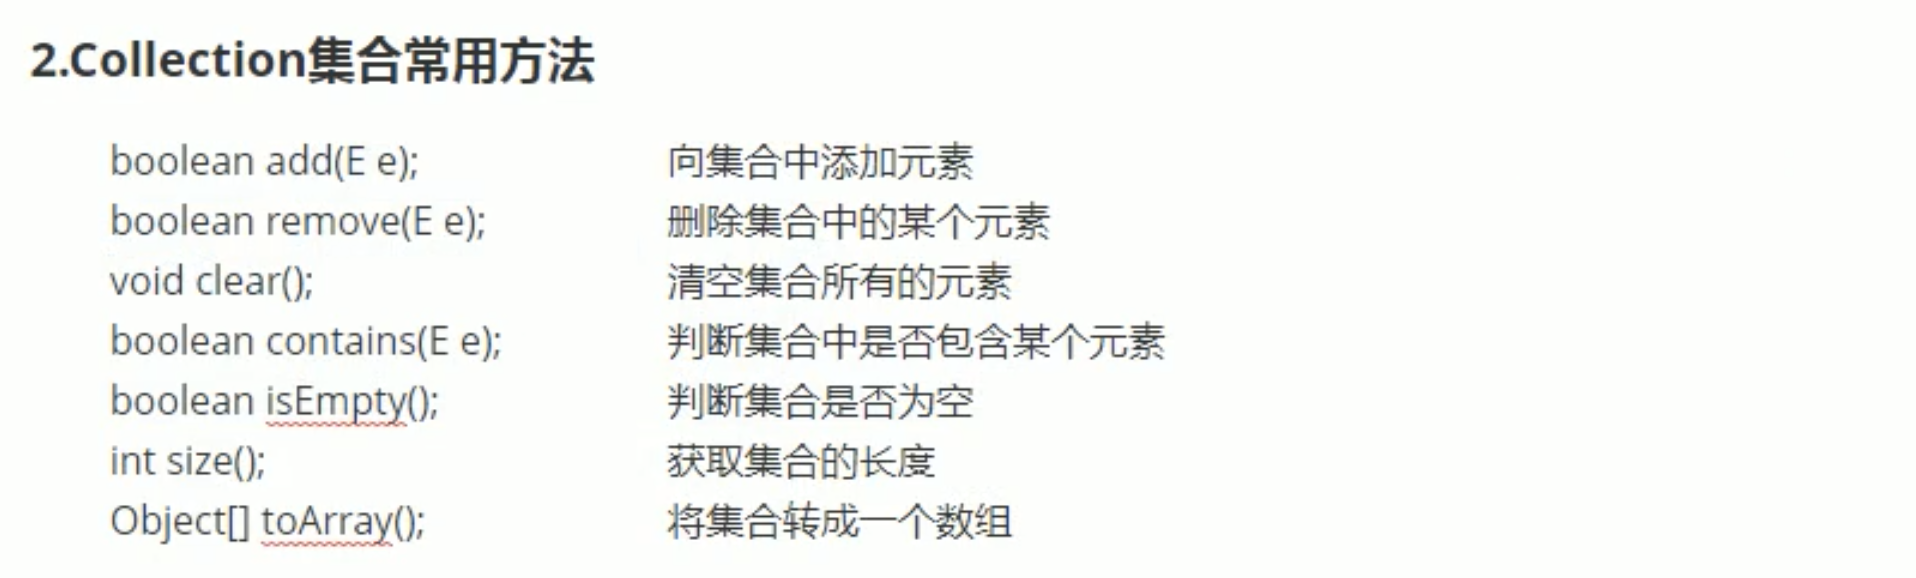 2.Collection集合常用方法
boolean add(E e); 向集合中添加元素
boolean remove(E e); 删除集合中的某个元素
void clear(); 清空集合所有的元素
boolean contains(E e); 判断集合中是否包含某个元素
boolean isEmpty(); 判断集合是否为空
int size(); 获取集合的长度
Object[] toArray(); 将集合转成一个数组